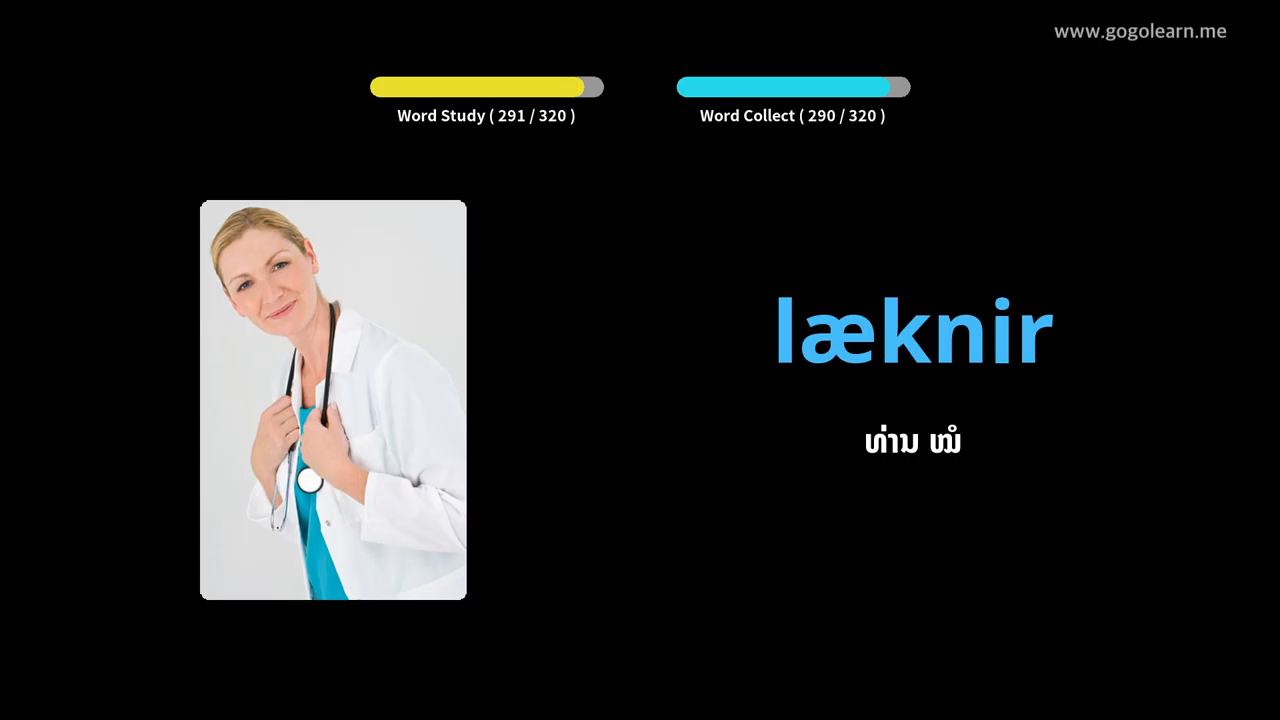 www.gogolearn.me
Word Study ( 291 / 320 )
Word Collect ( 290 / 320 )
læknir
ທ່ານ ໝໍ